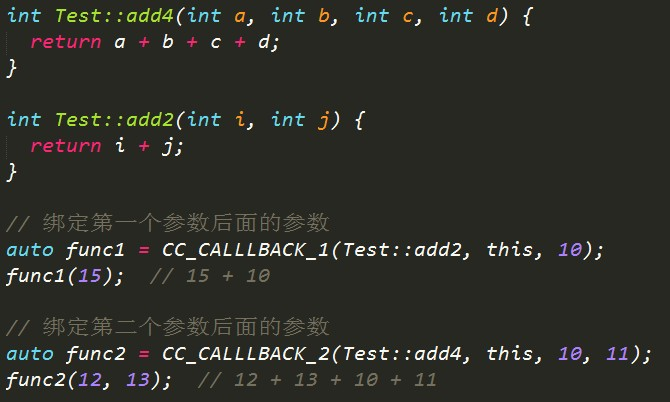 int Test::add4(int a, int b, int c, int d) {
  return a + b + c + d;
}
int Test::add2(int i, int j) {
  return i + j;
}
// 绑定第一个参数后面的参数
auto func1 = CC_CALLLBACK_1(Test::add2, this, 10);
func1(15);  // 15 + 10
// 绑定第二个参数后面的参数
auto func2 = CC_CALLLBACK_2(Test::add4, this, 10, 11);
func2(12, 13);  // 12 + 13 + 10 + 11